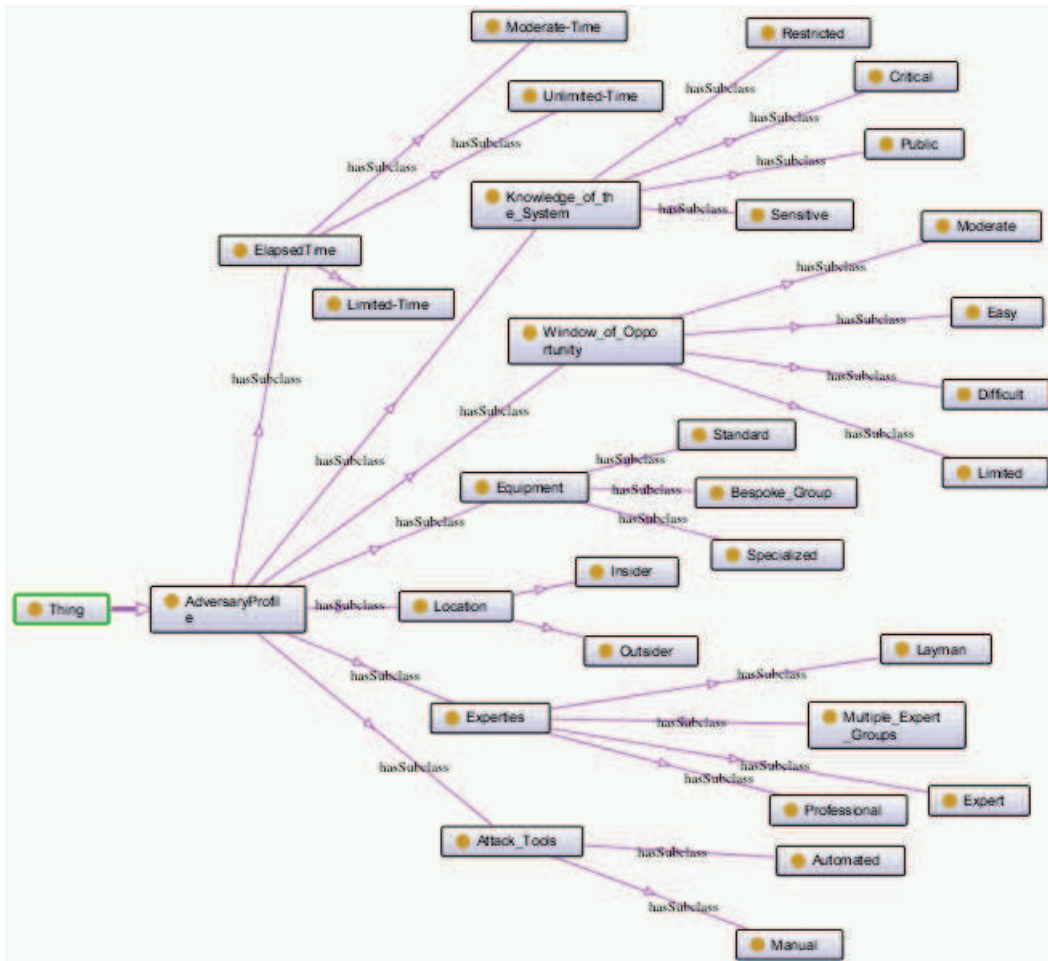 Moderate-Time
Restricted
Critical
Unlimited-Time
hasSubclass
hasSubclass
Public
hasSubclass
hasSubclass
hasSubclass
hasSubclass
Knowledge_of_th
e_System
hasSubclass
Sensitive
Moderate
ElapsedTime
hasSubclass
Limited-Time
Easy
Window_of_Oppo
rtunity
hasSubclass
hasSubclass
hasSubclass
Difficult
hasSubclass
hasSubclass
Standard
hasSubclass
hasSubclass
Limited
Equipment
hasSubclass
Bespoke_Group
hasSubclass
hasSubclass
Specialized
Insider
Thing
AdversaryProfil
e
hasSubclass
Location
Outsider
Layman
hasSubclass
hasSubclass
Experties
hasSubclass
Multiple_Expert
_Groups
hasSubclass
hasSubclass
hasSubclass
Expert
Professional
Attack_Tools
hasSubclass
Automated
hasSubclass
Manual